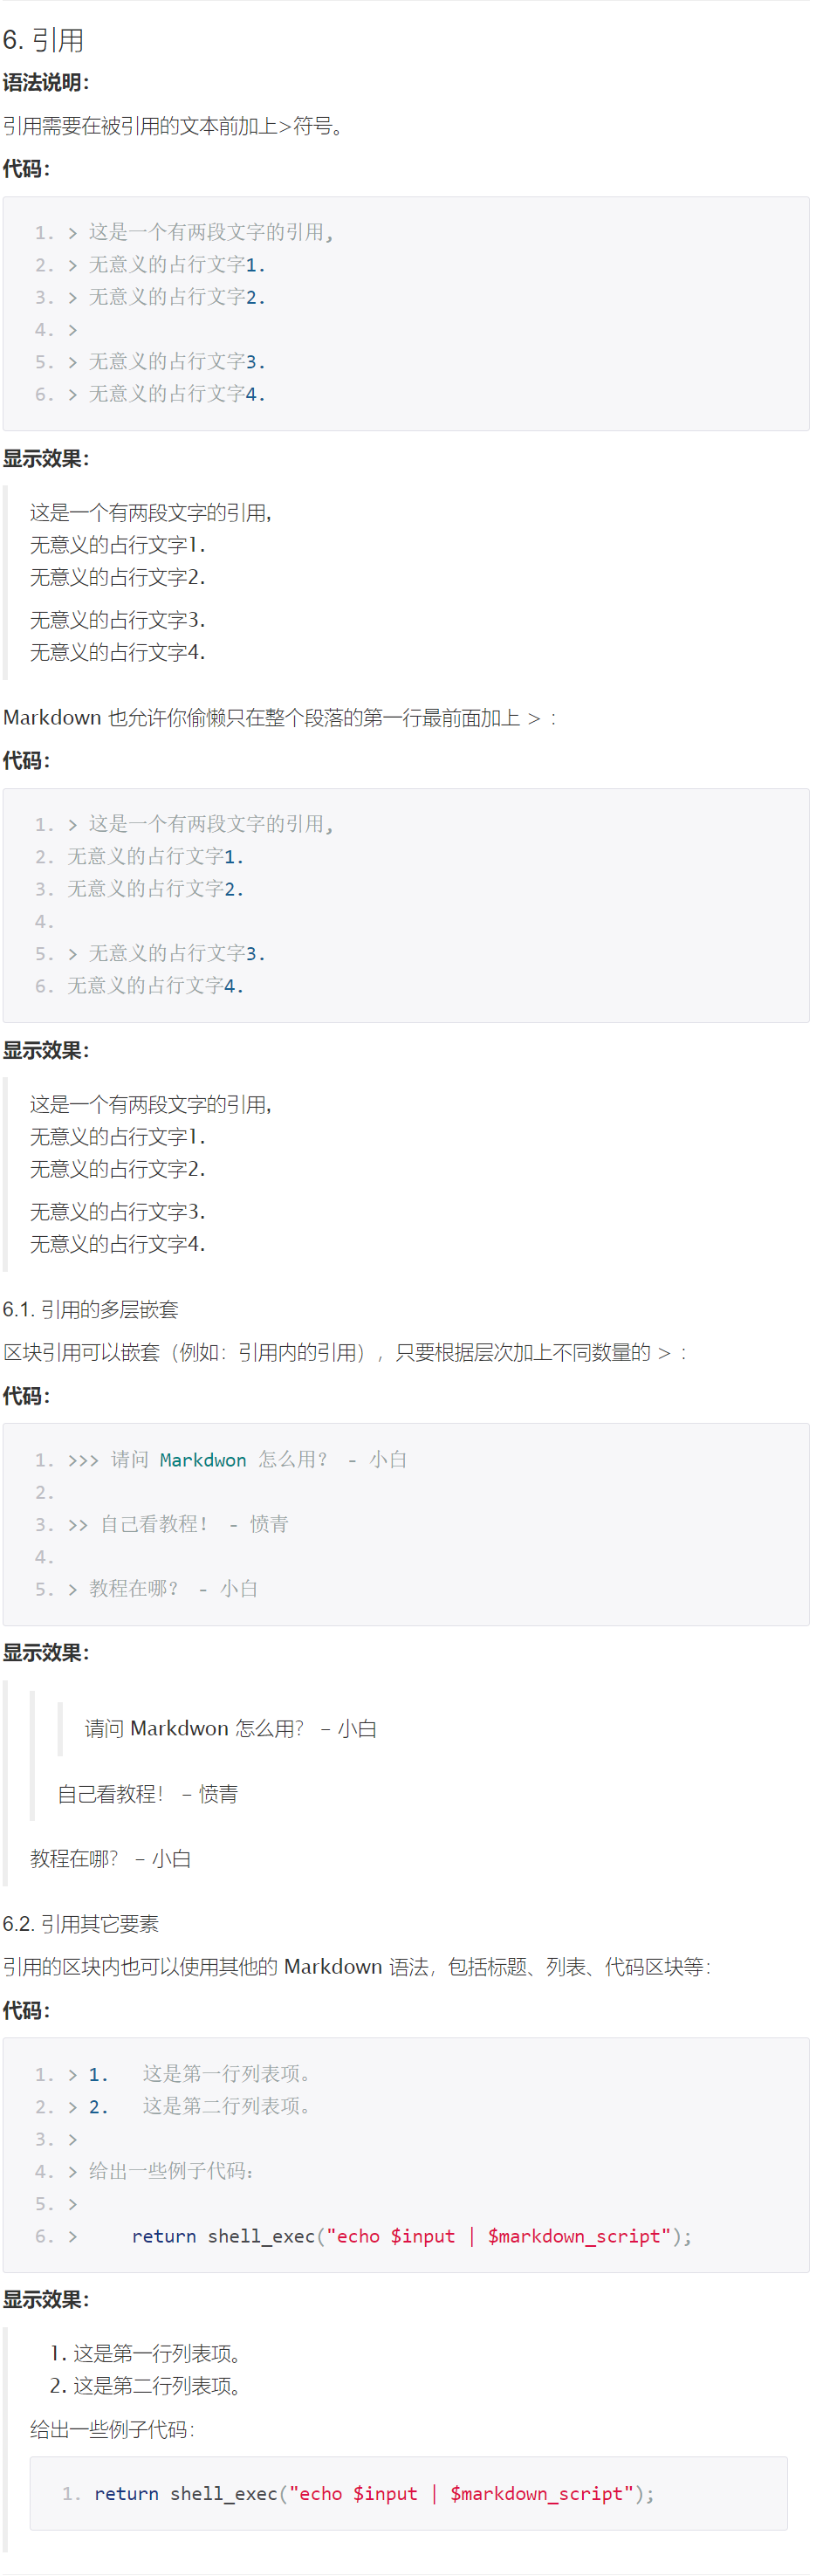 6. 引用
语法说明：
引用需要在被引用的文本前加上>符号。
代码：
1. > 这是一个有两段文字的引用,
2. > 无意义的占行文字1.
3. > 无意义的占行文字2.
4. >
5. > 无意义的占行文字3.
6. > 无意义的占行文字4.
显示效果：
这是一个有两段文字的引用,
无意义的占行文字1.
无意义的占行文字2.
无意义的占行文字3.
无意义的占行文字4.
Markdown 也允许你偷懒只在整个段落的第一行最前面加上 > ：
代码：
1. > 这是一个有两段文字的引用,
2. 无意义的占行文字1.
3. 无意义的占行文字2.
4.
5. > 无意义的占行文字3.
6. 无意义的占行文字4.
显示效果：
这是一个有两段文字的引用,
无意义的占行文字1.
无意义的占行文字2.
无意义的占行文字3.
无意义的占行文字4.
6.1. 引用的多层嵌套
区块引用可以嵌套（例如：引用内的引用），只要根据层次加上不同数量的 > ：
代码：
1. >>> 请问 Markdwon 怎么用？ - 小白
2.
3. >> 自己看教程！ - 愤青
4.
5. > 教程在哪？ - 小白
显示效果：
请问 Markdwon 怎么用？ – 小白
自己看教程！ – 愤青
教程在哪？ – 小白
6.2. 引用其它要素
引用的区块内也可以使用其他的 Markdown 语法，包括标题、列表、代码区块等：
代码：
1. > 1.   这是第一行列表项。
2. > 2.   这是第二行列表项。
3. >
4. > 给出一些例子代码：
5. >
6. >     return shell_exec("echo $input | $markdown_script");
显示效果：
1. 这是第一行列表项。
2. 这是第二行列表项。
给出一些例子代码：
1. return shell_exec("echo $input | $markdown_script");